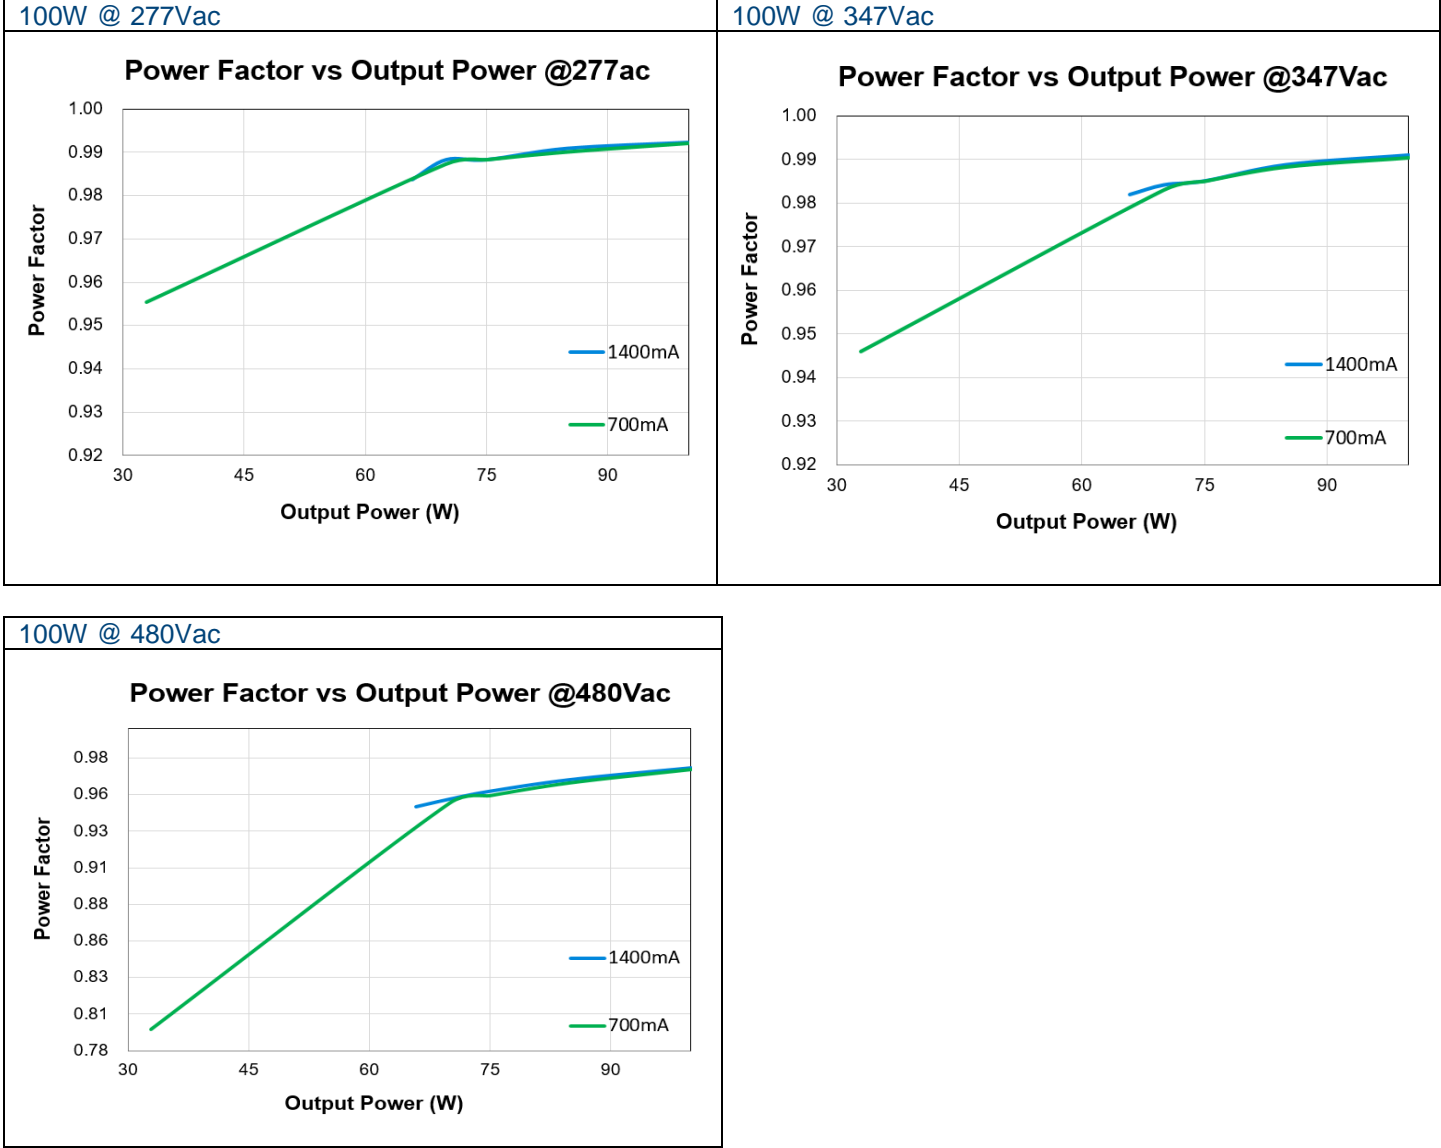 100W @ 277Vac
100W @ 347Vac
Power Factor vs Output Power @277ac
1.00
0.99
0.98
0.97
0.96
0.95
0.94
0.93
0.92
Power Factor
1400mA
700mA
30 45 60 75 90
Output Power (W)
Power Factor vs Output Power @347Vac
1.00
0.99
0.98
0.97
0.96
0.95
0.94
0.93
0.92
Power Factor
1400mA
700mA
30 45 60 75 90
Output Power (W)
100W @ 480Vac
Power Factor vs Output Power @480Vac
0.98
0.96
0.93
0.91
0.88
0.86
0.83
0.81
0.78
Power Factor
1400mA
700mA
30 45 60 75 90
Output Power (W)